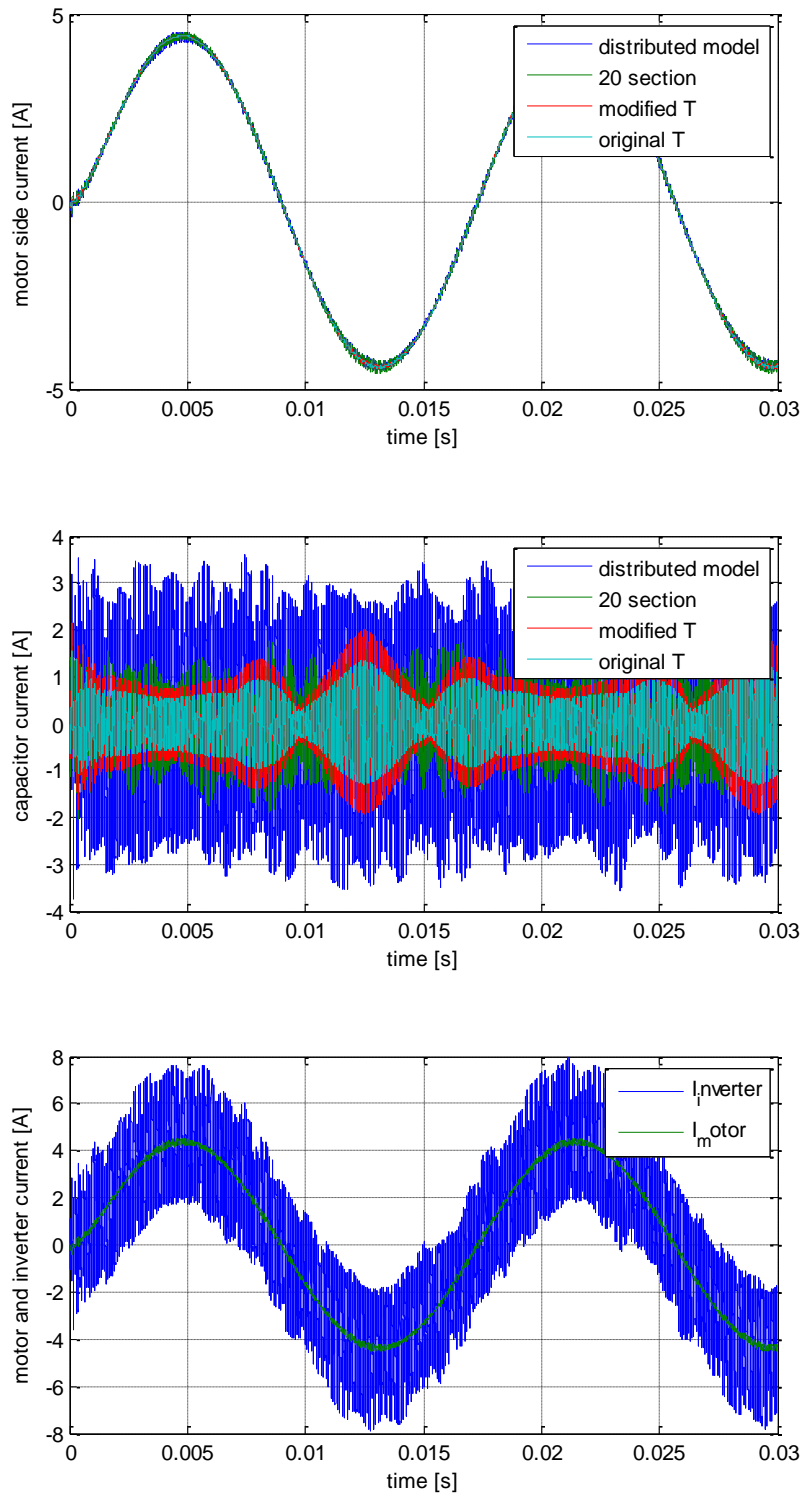 5
0
-5
motor side current [A]
distributed model
20 section
modified T
original T
0
0.005
0.01
0.015
0.02
0.025
0.03
time [s]
4
3
2
1
0
-1
-2
-3
-4
capacitor current [A]
distributed model
20 section
modified T
original T
0
0.005
0.01
0.015
0.02
0.025
0.03
time [s]
8
6
4
2
0
-2
-4
-6
-8
motor and inverter current [A]
I_inverter
I_motor
0
0.005
0.01
0.015
0.02
0.025
0.03
time [s]